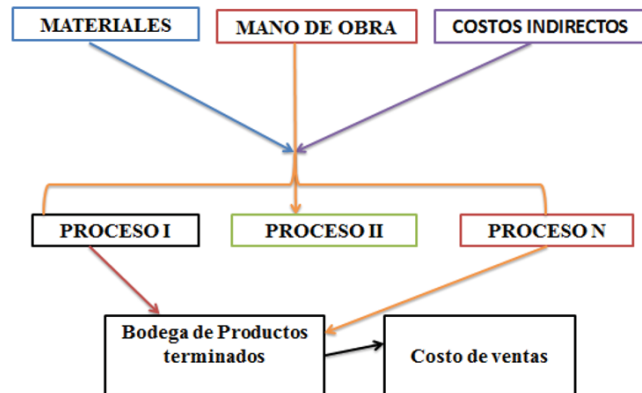 MATERIALES
MANO DE OBRA
COSTOS INDIRECTOS
PROCESO I
PROCESO II
PROCESO N
Bodega de Productos
terminados
Costo de ventas